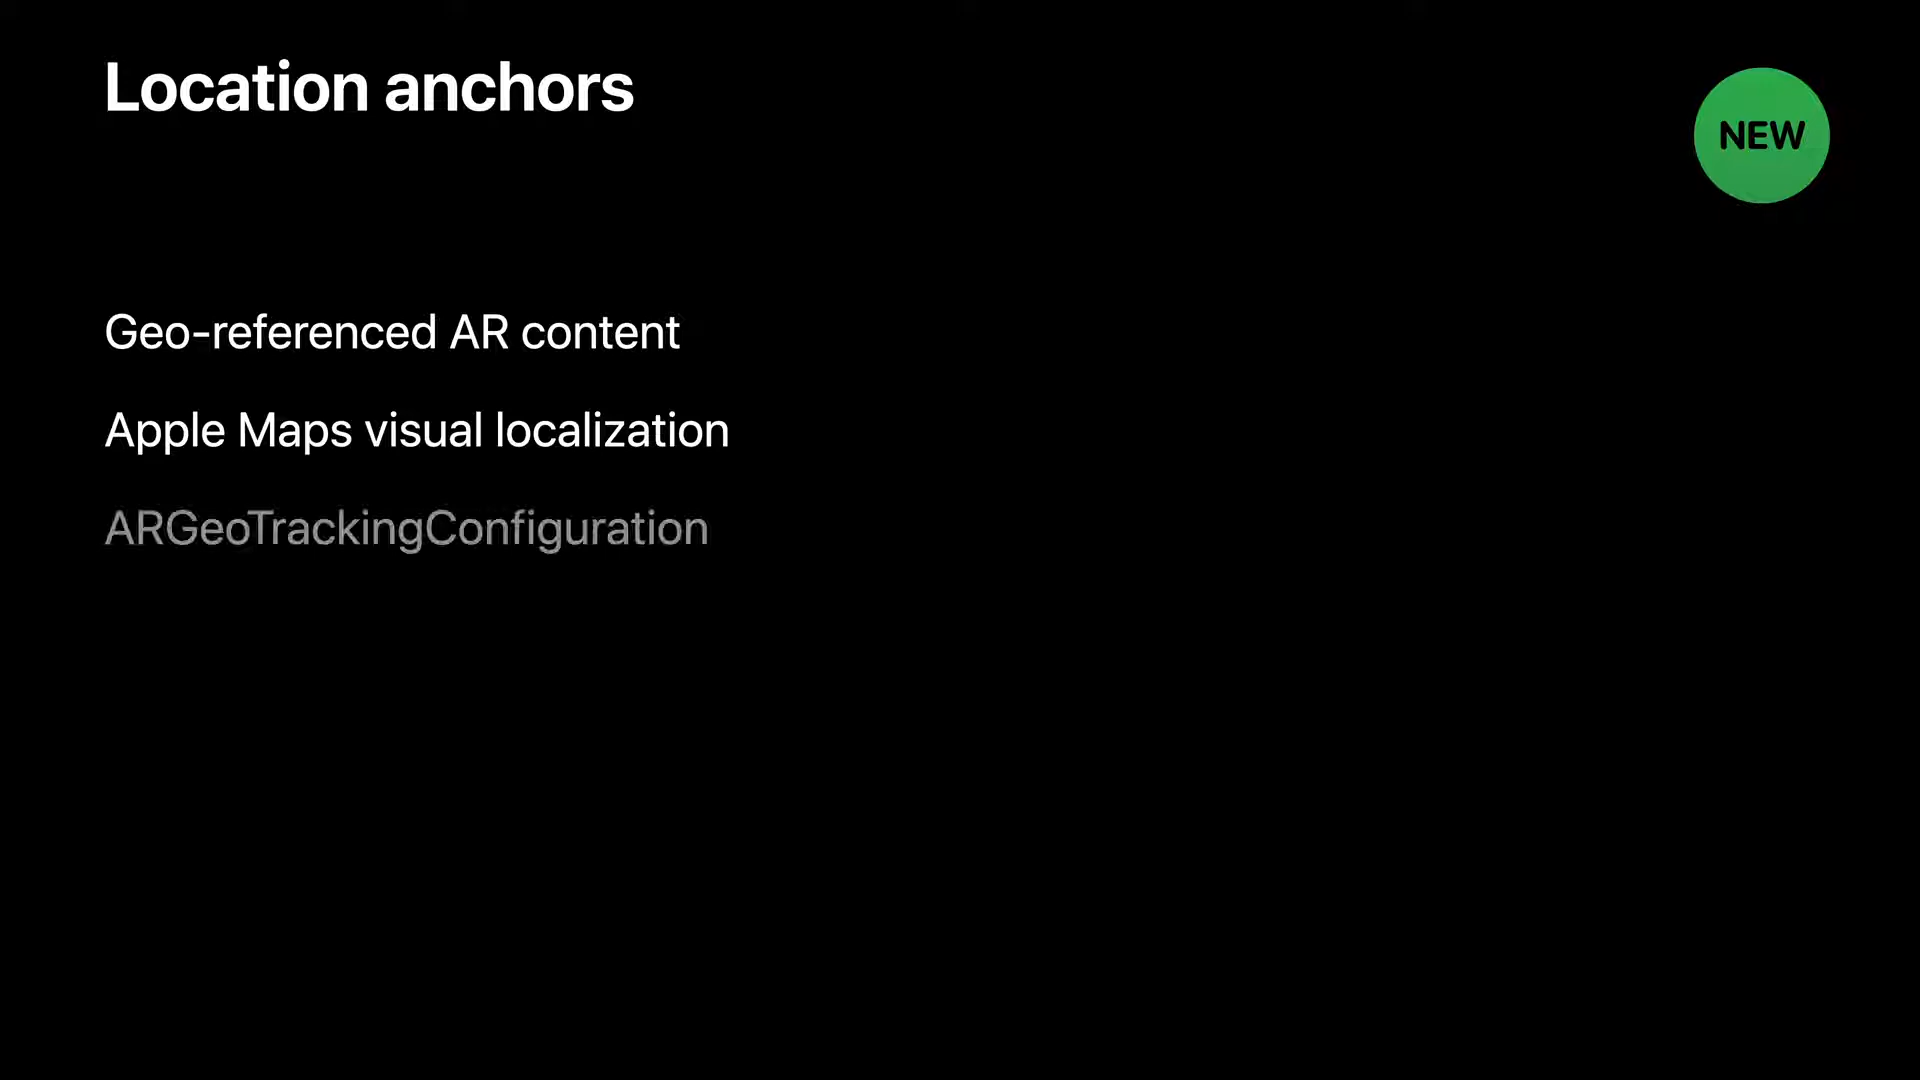 Location anchors
NEW
Geo-referenced AR content
Apple Maps visual localization
ARGeoTrackingConfiguration